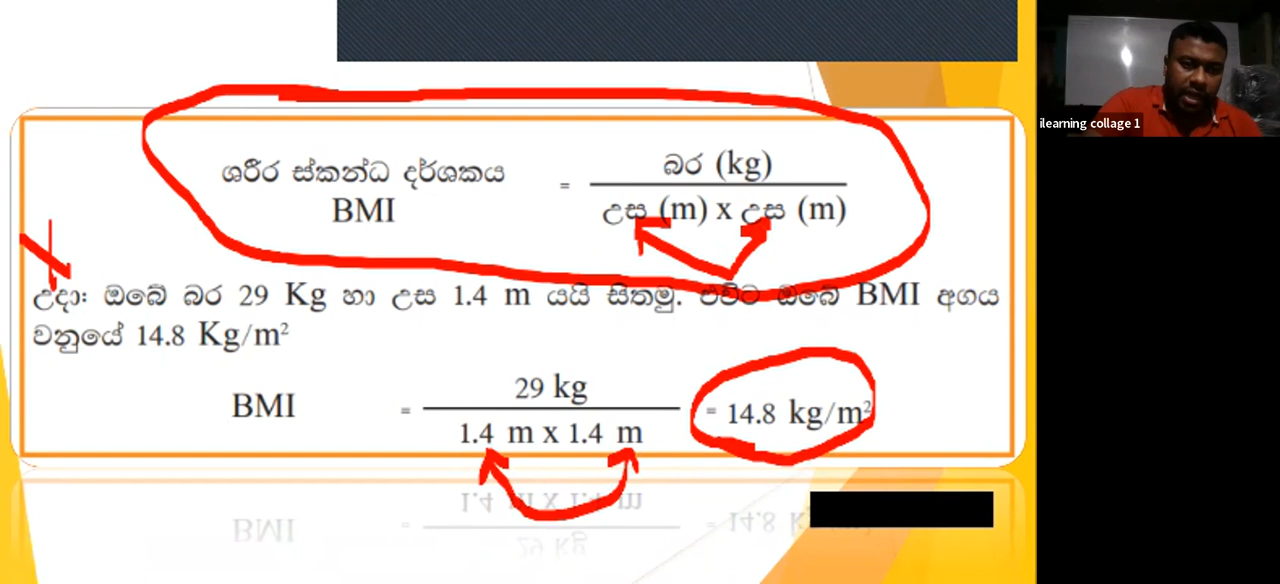 ශරීර ස්කන්ධ දර්ශකය
BMI
=
බර (kg)
උස (m) x උස (m)
ilearning collage 1
උදා: ඔබේ බර 29 Kg හා උස 1.4 m යයි සිතමු. එවිට ඔබේ BMI අගය
වනුයේ 14.8 Kg/m²
BMI
=
29 kg
1.4 m x 1.4 m
= 14.8 kg/m²